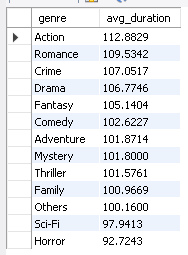 genre avg_duration
Action 112.8829
Romance 109.5342
Crime 107.0517
Drama 106.7746
Fantasy 105.1404
Comedy 102.6227
Adventure 101.8714
Mystery 101.8000
Thriller 101.5761
Family 100.9669
Others 100.1600
Sci-Fi 97.9413
Horror 92.7243